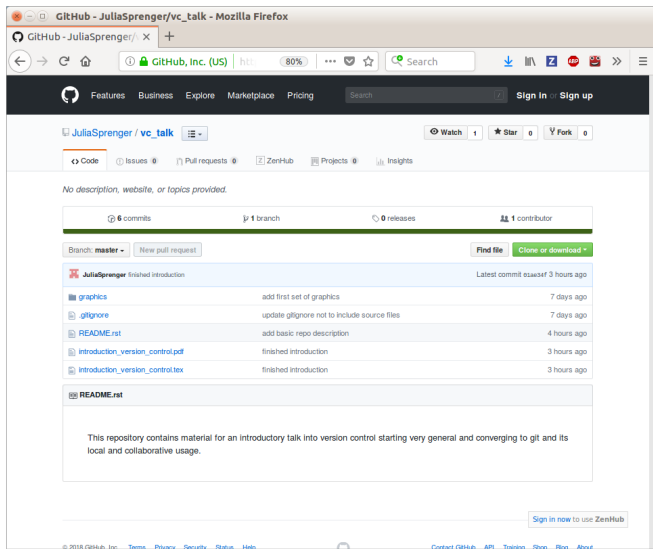 GitHub - JuliaSprenger/vc_talk - Mozilla Firefox
GitHub - JuliaSprenger/v
GitHub, Inc. (US) 80% Search
Features Business Explore Marketplace Pricing Search Sign in or Sign up
JuliaSprenger / vc_talk Watch 1 Star 0 Fork 0
Code Issues 0 Pull requests 0 ZenHub Projects 0 Insights
No description, website, or topics provided.
6 commits 1 branch 0 releases 1 contributor
Branch: master New pull request Find file Clone or download
JuliaSprenger finished introduction Latest commit 3 hours ago
graphics add first set of graphics 7 days ago
.gitignore update gitignore not to include source files 7 days ago
README.rst add basic repo description 4 hours ago
introduction_version_control.pdf finished introduction 3 hours ago
introduction_version_control.tex finished introduction 3 hours ago
README.rst
This repository contains material for an introductory talk into version control starting very general and converging to git and its
local and collaborative usage.
Sign in now to use ZenHub
© 2018 GitHub, Inc. Terms Privacy Security Status Help Contact GitHub API Training Shop Blog About